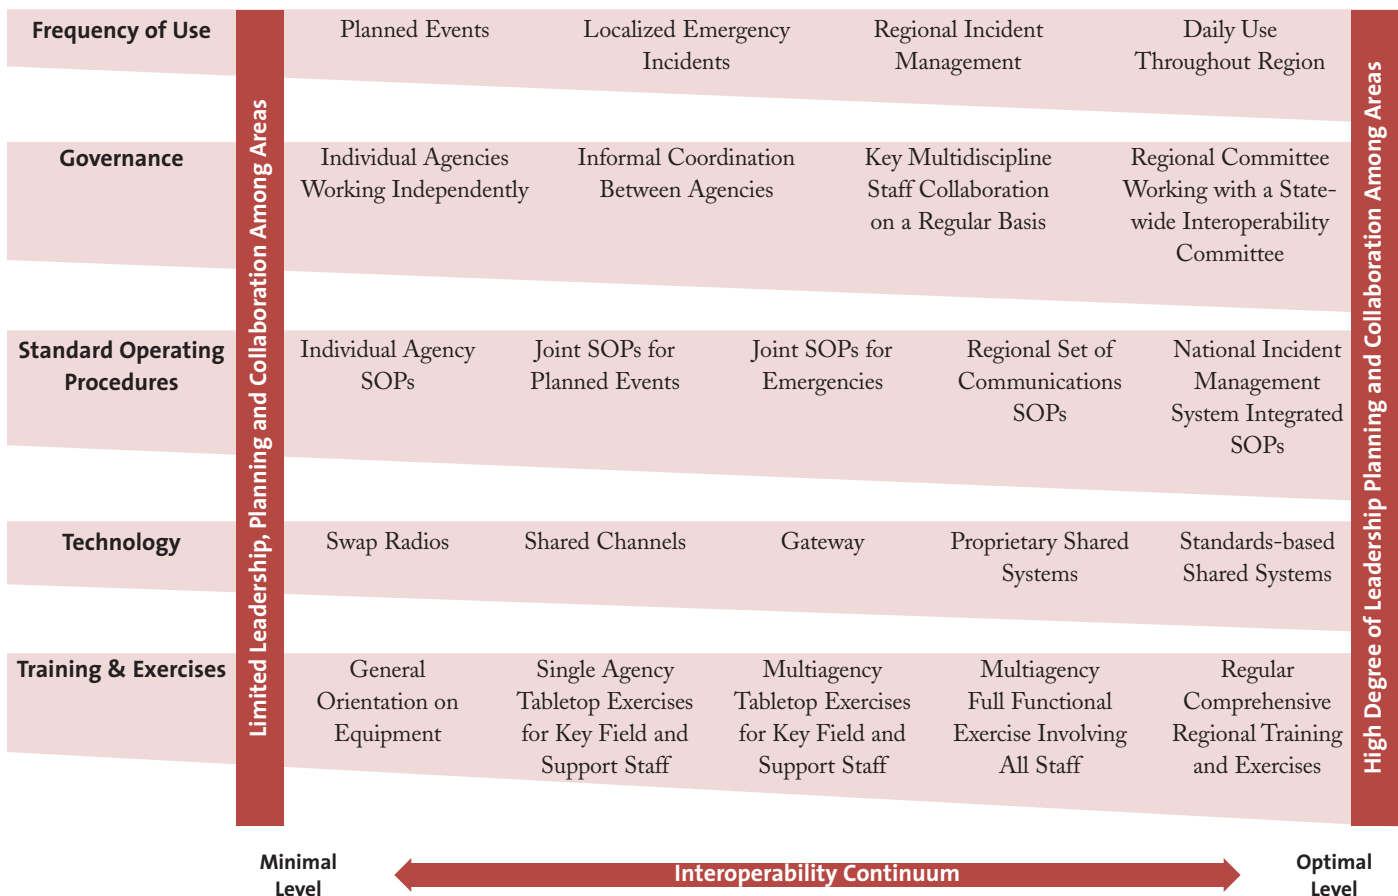 Frequency of Use
Planned Events
Localized Emergency
Incidents
Regional Incident
Management
Daily Use
Throughout Region
Limited Leadership, Planning and Collaboration Among Areas
High Degree of Leadership Planning and Collaboration Among Areas
Governance
Individual Agencies
Working Independently
Informal Coordination
Between Agencies
Key Multidiscipline
Staff Collaboration
on a Regular Basis
Regional Committee
Working with a State-
wide Interoperability
Committee
Standard Operating
Procedures
Individual Agency
SOPs
Joint SOPs for
Planned Events
Joint SOPs for
Emergencies
Regional Set of
Communications
SOPs
National Incident
Management
System Integrated
SOPs
Technology
Swap Radios
Shared Channels
Gateway
Proprietary Shared
Systems
Standards-based
Shared Systems
Training & Exercises
General
Orientation on
Equipment
Single Agency
Tabletop Exercises
for Key Field and
Support Staff
Multiagency
Tabletop Exercises
for Key Field and
Support Staff
Multiagency
Full Functional
Exercise Involving
All Staff
Regular
Comprehensive
Regional Training
and Exercises
Minimal
Level
Interoperability Continuum
Optimal
Level